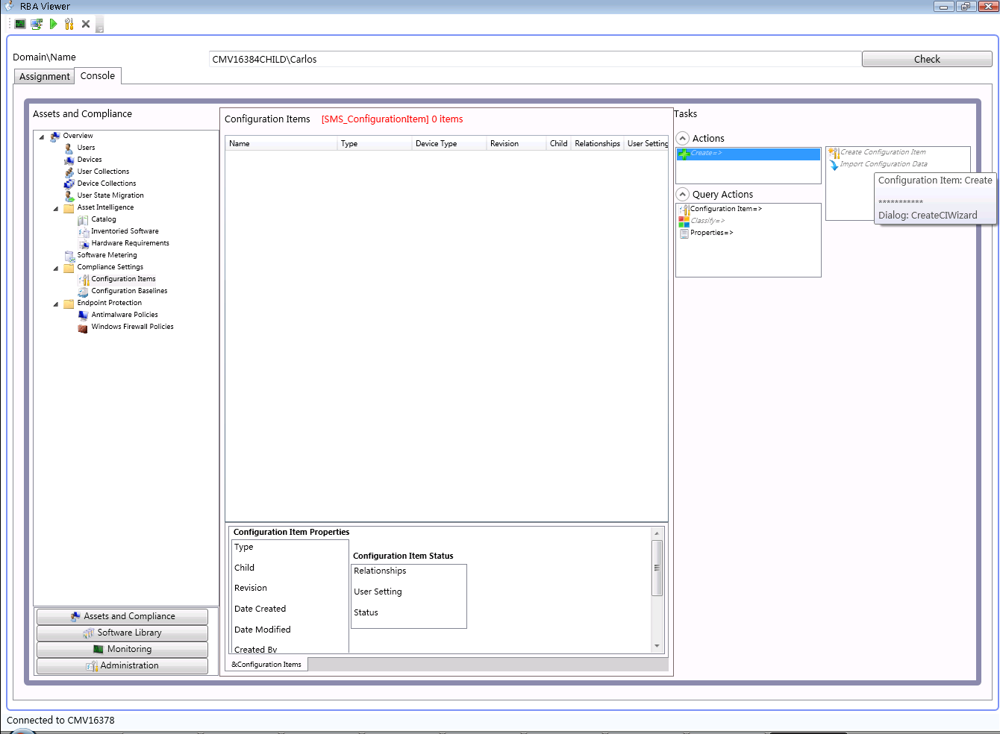 RBA Viewer
Domain\Name
CMV16384CHILD\Carlos
Check
Assignment
Console
Assets and Compliance
Overview
Users
Devices
User Collections
Device Collections
User State Migration
Asset Intelligence
Catalog
Inventoried Software
Hardware Requirements
Software Metering
Compliance Settings
Configuration Items
Configuration Baselines
Endpoint Protection
Antimalware Policies
Windows Firewall Policies
Assets and Compliance
Software Library
Monitoring
Administration
Configuration Items [SMS_ConfigurationItem] 0 items
Name Type Device Type Revision Child Relationships User Setting
Configuration Item Properties
Type
Child
Revision
Date Created
Date Modified
Created By
Configuration Item Status
Relationships
User Setting
Status
&Configuration Items
Tasks
Actions
Create=>
Create Configuration Item
Import Configuration Data
Configuration Item: Create
***********
Dialog: CreateCIWizard
Query Actions
Configuration Item=>
Classify=>
Properties=>
Connected to CMV16378